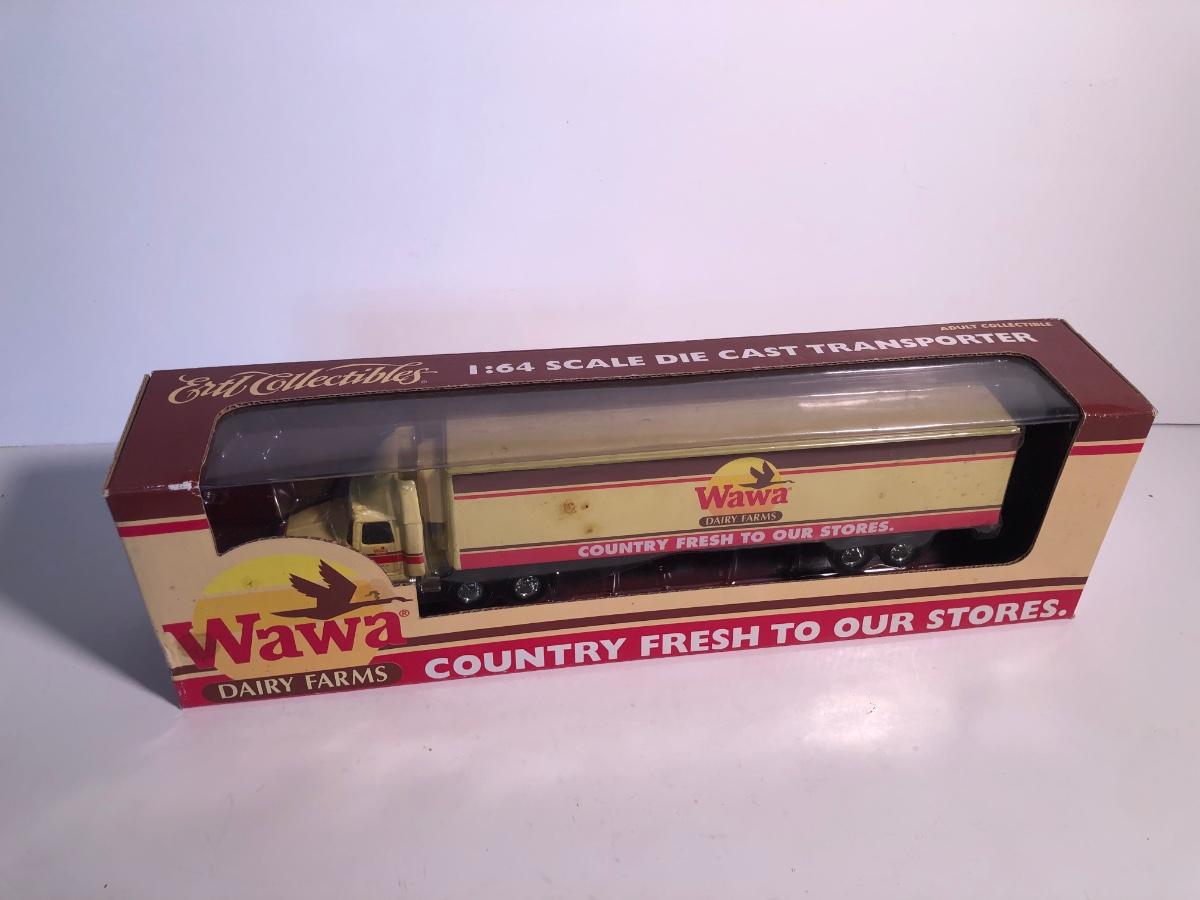 ADULT COLLECTIBLE
Ertl Collectibles®
1:64 SCALE DIE CAST TRANSPORTER
Wawa®
DAIRY FARMS
COUNTRY FRESH TO OUR STORES.
Wawa®
DAIRY FARMS
COUNTRY FRESH TO OUR STORES.